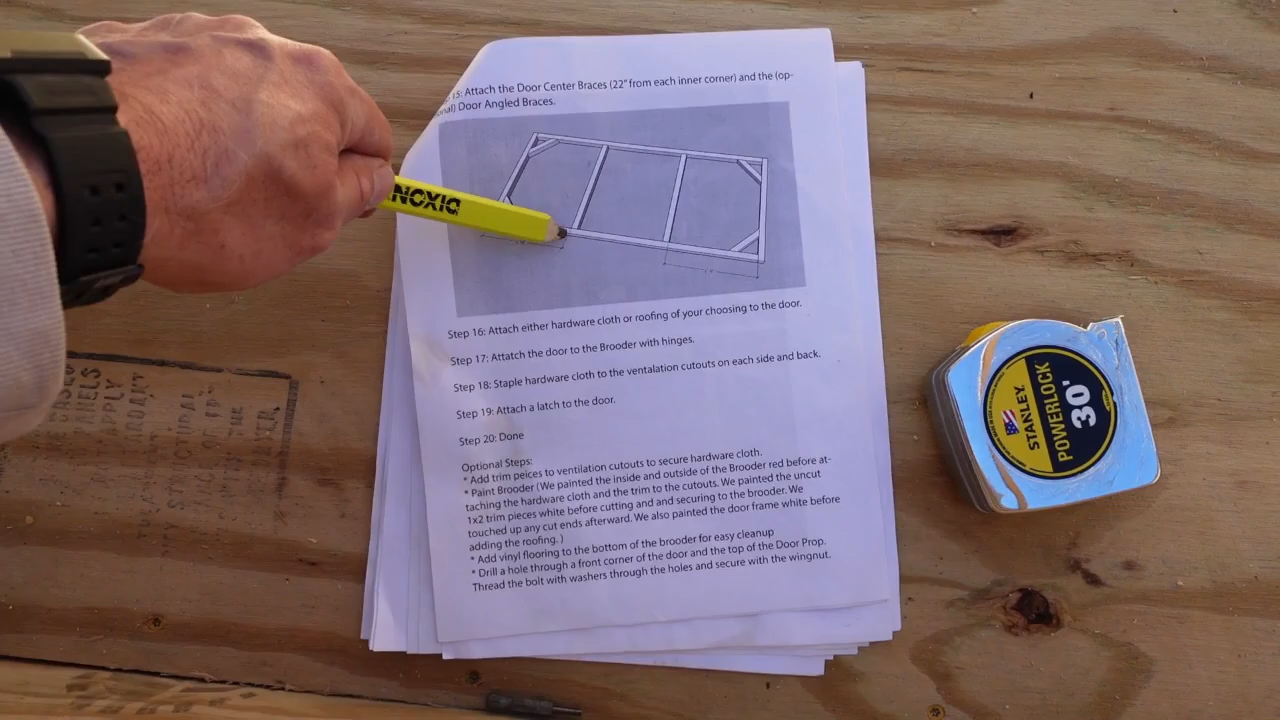 15: Attach the Door Center Braces (22" from each inner corner) and the (op-
onal) Door Angled Braces.
DIXON
Step 16: Attach either hardware cloth or roofing of your choosing to the door.
Step 17: Attatch the door to the Brooder with hinges.
Step 18: Staple hardware cloth to the ventalation cutouts on each side and back.
Step 19: Attach a latch to the door.
Step 20: Done
Optional Steps:
* Add trim peices to ventilation cutouts to secure hardware cloth.
* Paint Brooder (We painted the inside and outside of the Brooder red before at-
taching the hardware cloth and the trim to the cutouts. We painted the uncut
1x2 trim pieces white before cutting and and securing to the brooder. We
touched up any cut ends afterward. We also painted the door frame white before
adding the roofing. )
* Add vinyl flooring to the bottom of the brooder for easy cleanup
* Drill a hole through a front corner of the door and the top of the Door Prop.
Thread the bolt with washers through the holes and secure with the wingnut.
STANLEY
POWERLOCK
30'
PANELS